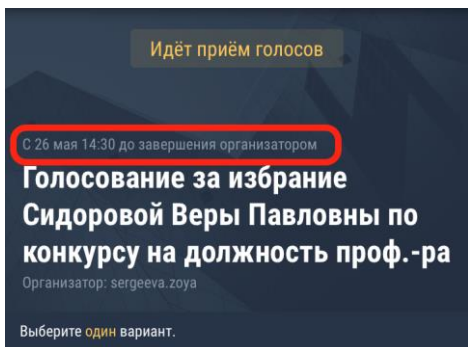 Идёт приём голосов
С 26 мая 14:30 до завершения организатором
Голосование за избрание
Сидоровой Веры Павловны по
конкурсу на должность проф.-ра
Организатор: sergeeva.zoya
Выберите один вариант.